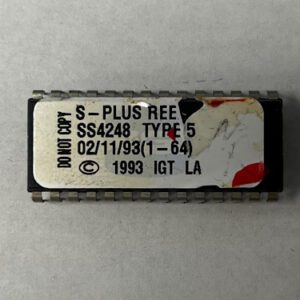 DO NOT COPY
S-PLUS REE
SS4248 TYPE 5
02/11/93(1-64)
© 1993 IGT LA